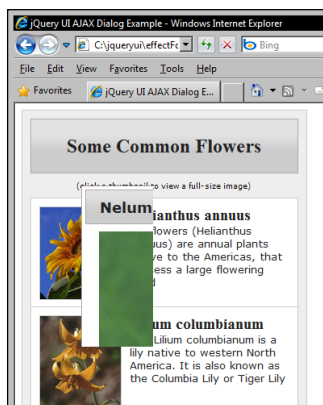 jQuery UI AJAX Dialog Example - Windows Internet Explorer
C:\jqueryui\effectFc
Bing
File Edit View Favorites Tools Help
Favorites
jQuery UI AJAX Dialog E...
Some Common Flowers
to view a full-size image)
Nelum
ianthus annuus
flowers (Helianthus
uus) are annual plants
ve to the Americas, that
ess a large flowering
d
um columbianum
Lilium columbianum is a
lily native to western North
America. It is also known as
the Columbia Lily or Tiger Lily